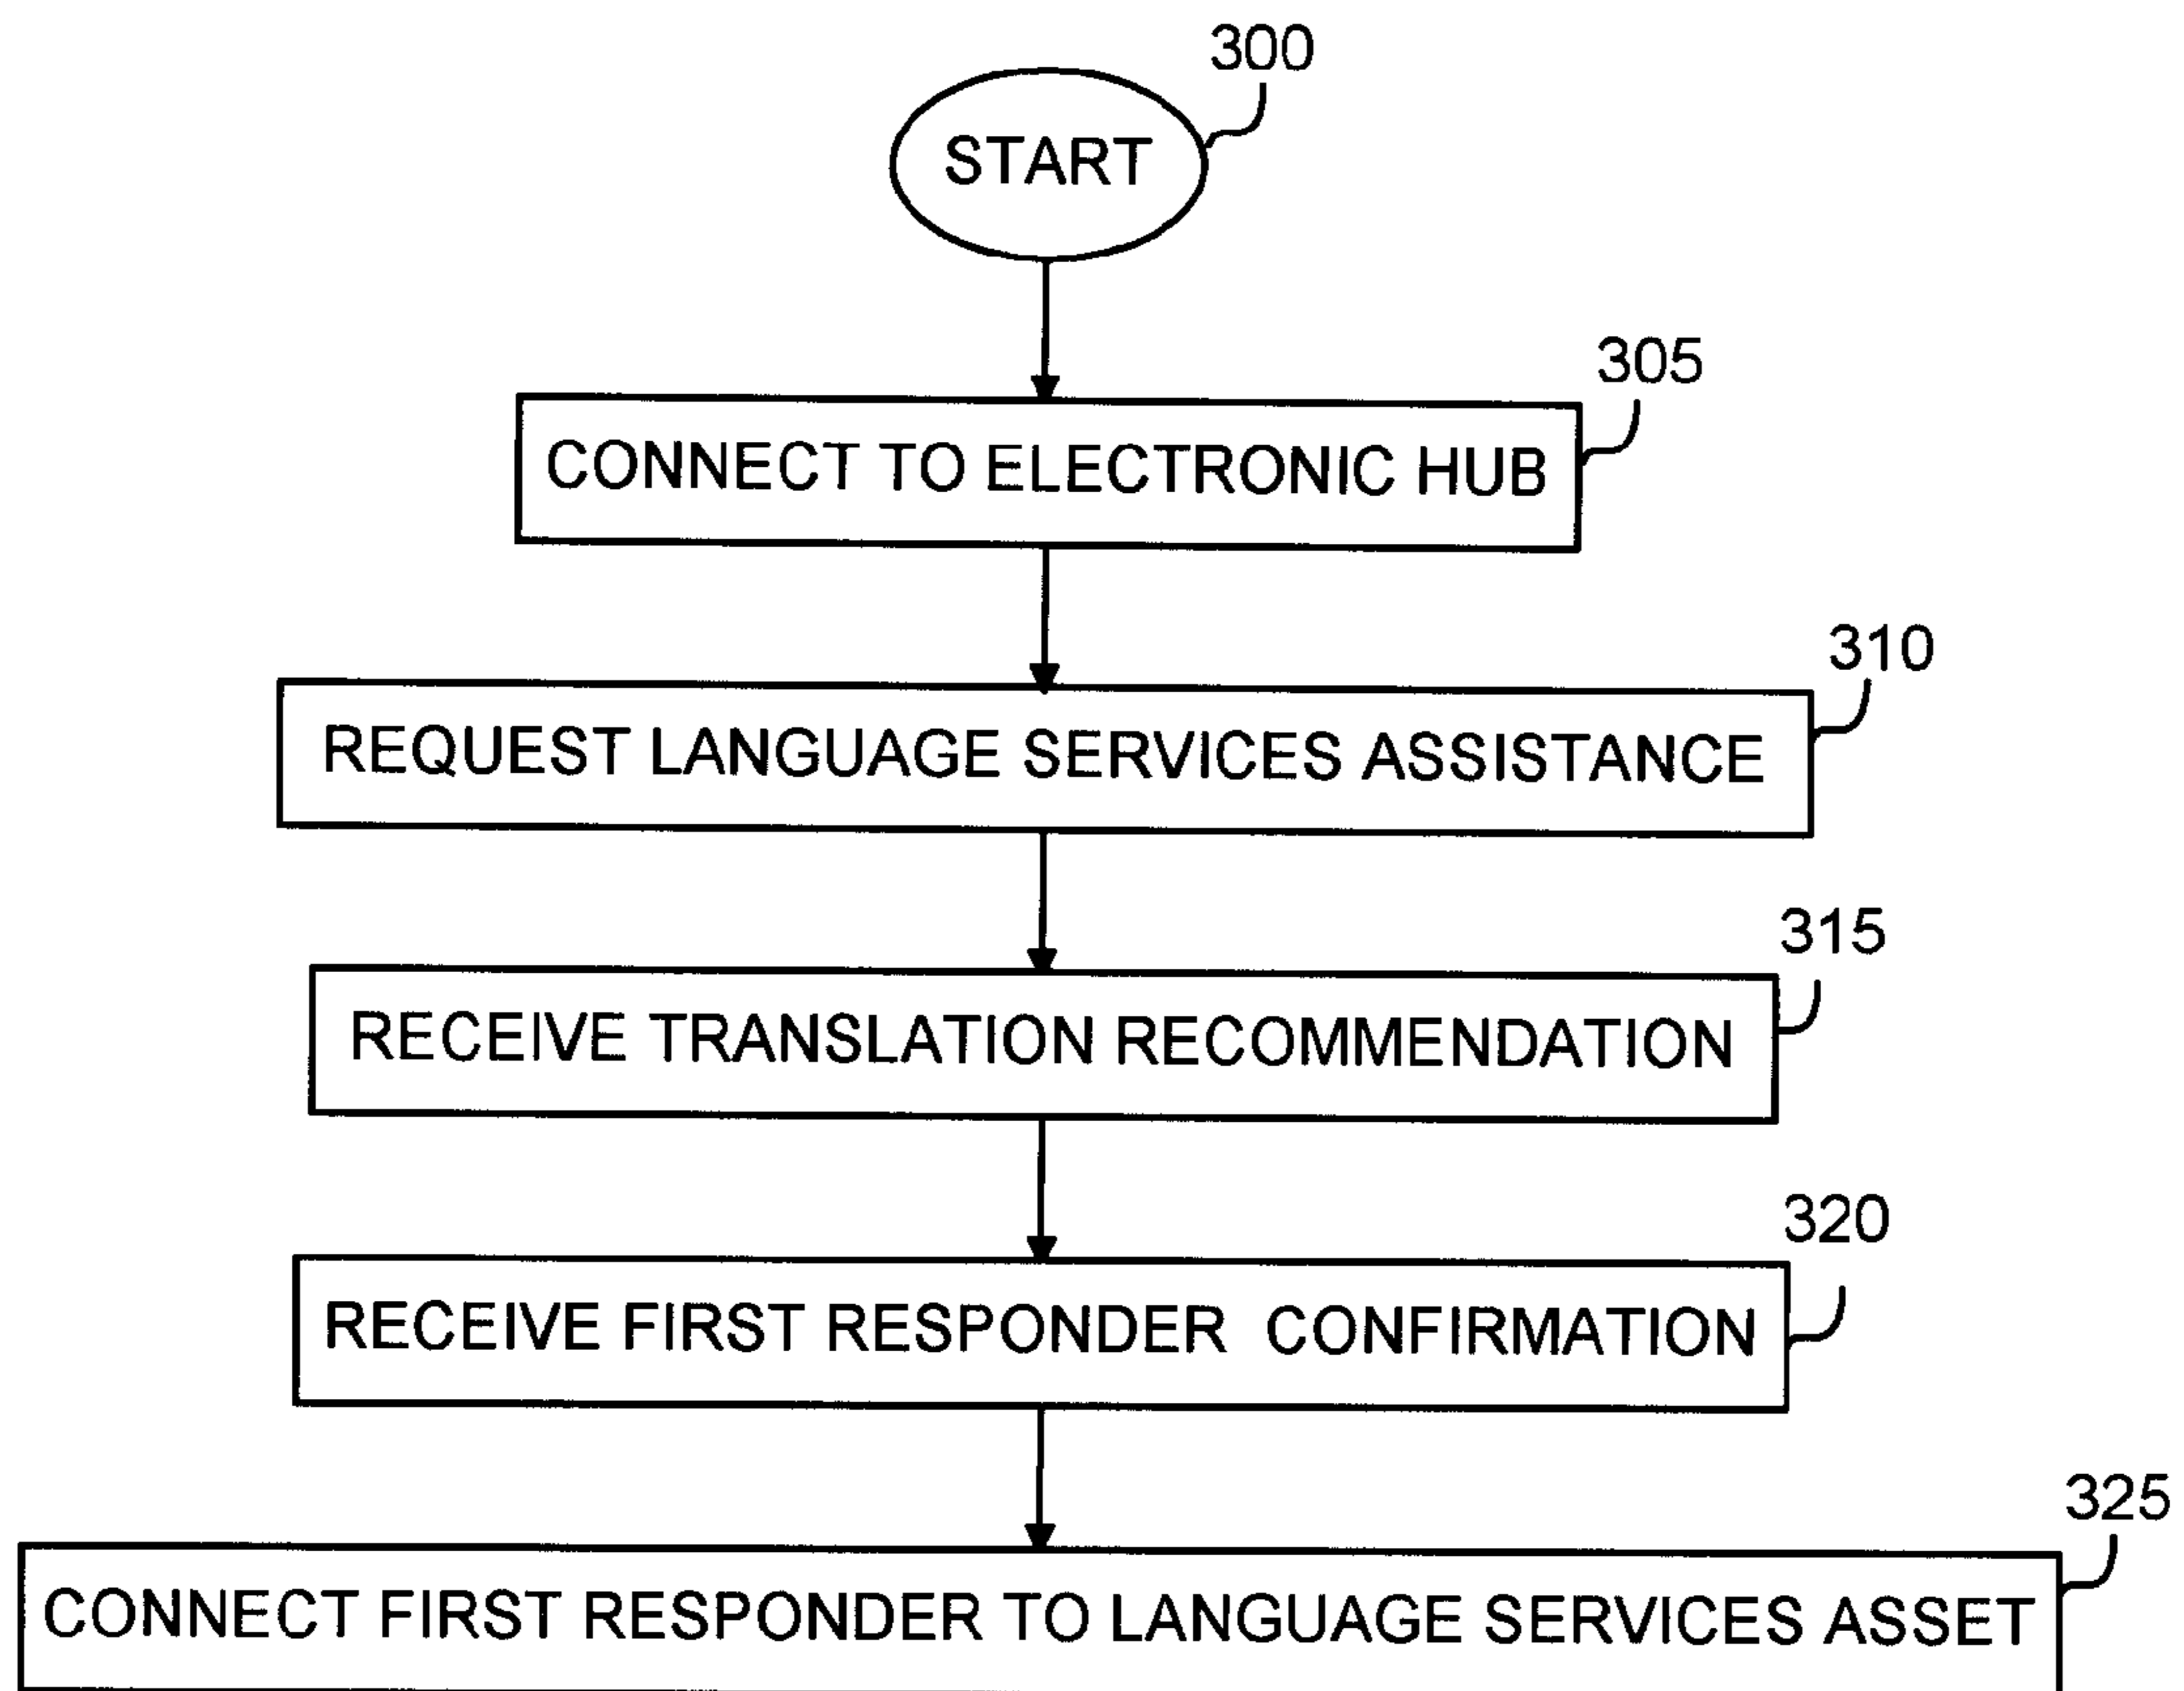 300
START
305
CONNECT TO ELECTRONIC HUB
310
REQUEST LANGUAGE SERVICES ASSISTANCE
315
RECEIVE TRANSLATION RECOMMENDATION
320
RECEIVE FIRST RESPONDER CONFIRMATION
325
CONNECT FIRST RESPONDER TO LANGUAGE SERVICES ASSET